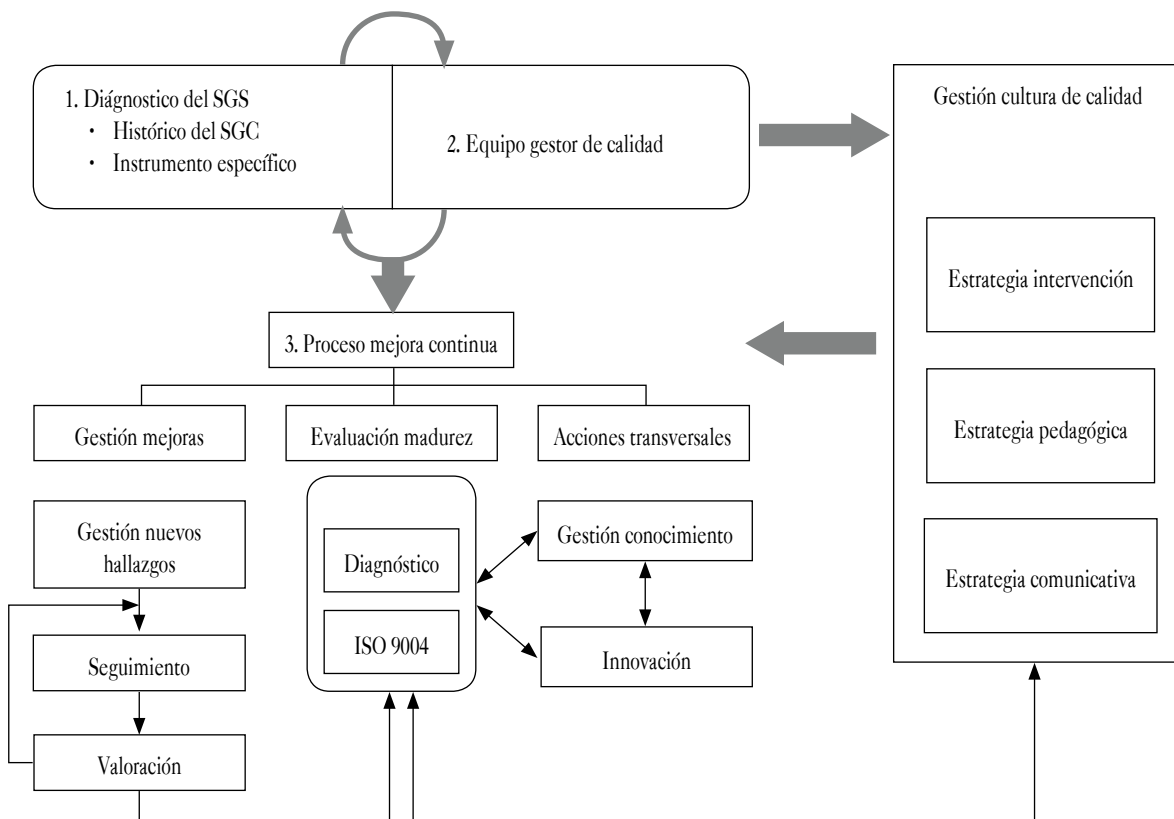 1. Diágnostico del SGS
• Histórico del SGC
• Instrumento específico
2. Equipo gestor de calidad
Gestión cultura de calidad
Estrategia intervención
Estrategia pedagógica
Estrategia comunicativa
3. Proceso mejora continua
Gestión mejoras
Evaluación madurez
Acciones transversales
Gestión nuevos
hallazgos
Seguimiento
Valoración
Diagnóstico
ISO 9004
Gestión conocimiento
Innovación